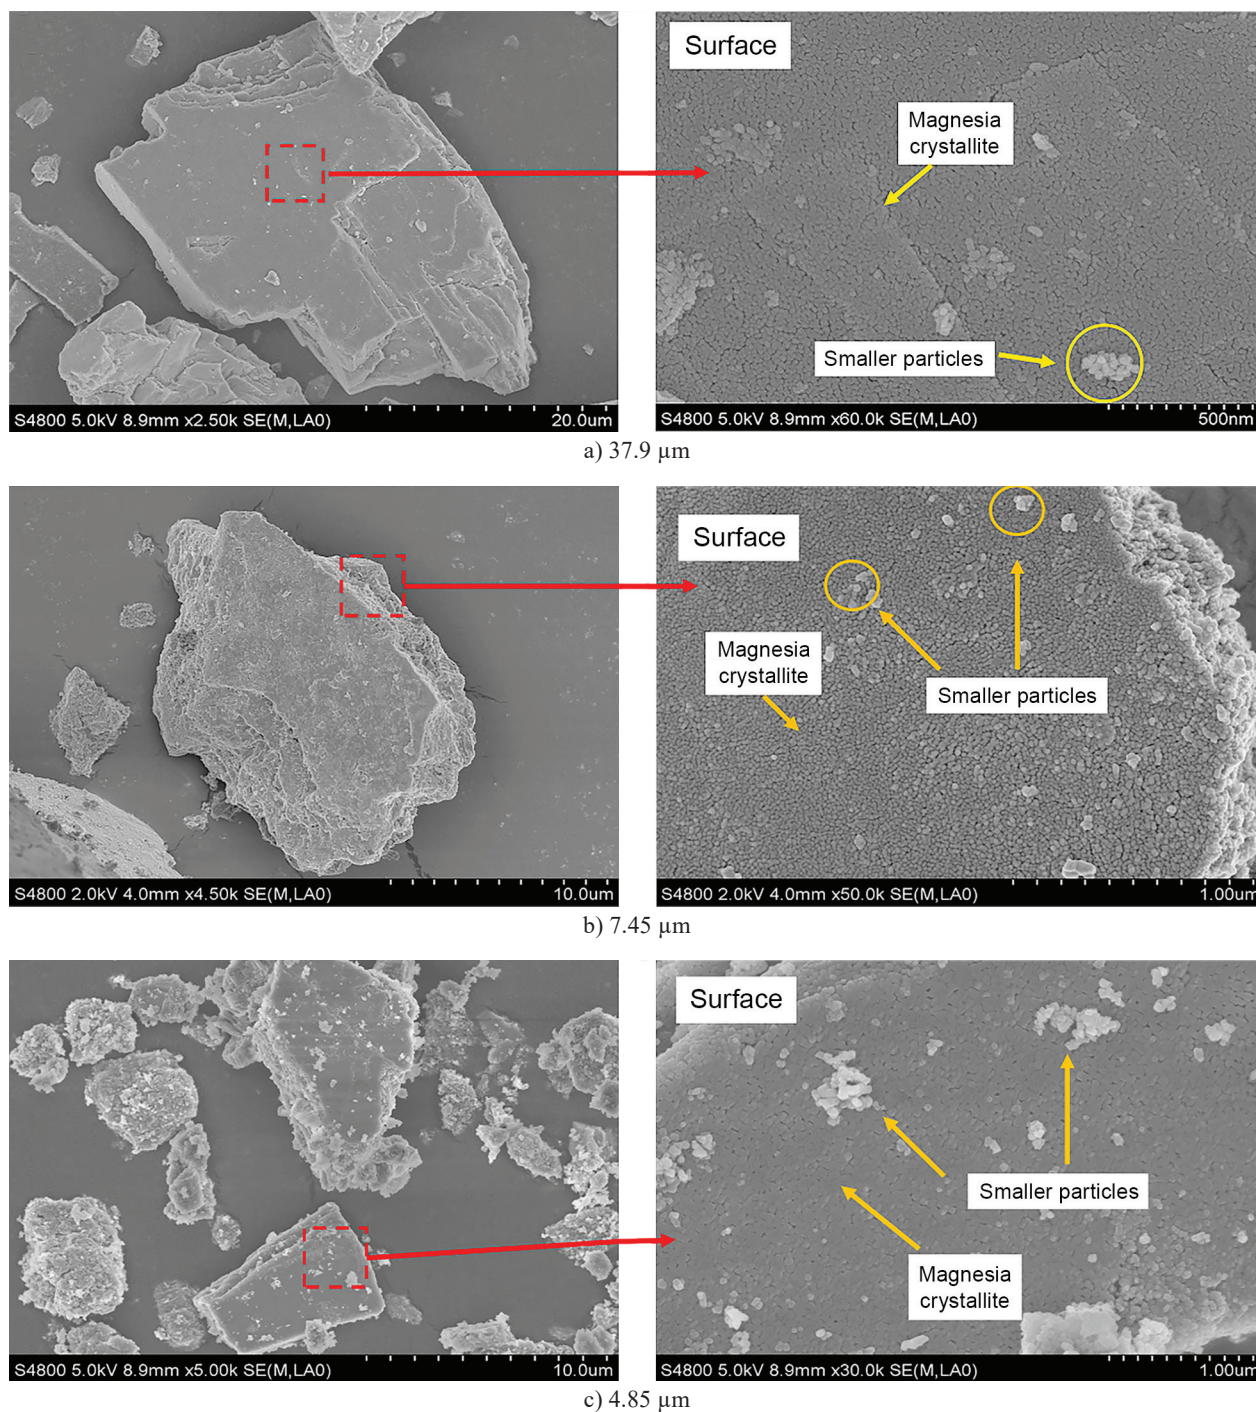 Surface
Magnesia
crystallite
Smaller particles
S4800 5.0kV 8.9mm x2.50k SE(M,LA0)
20.0um
S4800 5.0kV 8.9mm x60.0k SE(M,LA0)
500nm
a) 37.9 µm
Surface
Magnesia
crystallite
Smaller particles
S4800 2.0kV 4.0mm x4.50k SE(M,LA0)
10.0um
S4800 2.0kV 4.0mm x50.0k SE(M,LA0)
1.00um
b) 7.45 µm
Surface
Smaller particles
Magnesia
crystallite
S4800 5.0kV 8.9mm x5.00k SE(M,LA0)
10.0um
S4800 5.0kV 8.9mm x30.0k SE(M,LA0)
1.00um
c) 4.85 µm